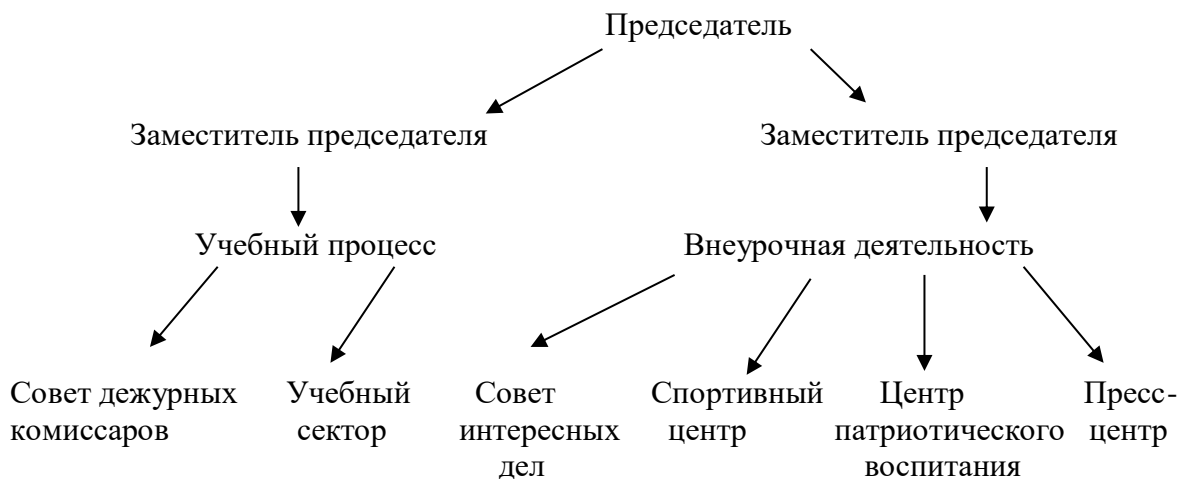 Председатель
Заместитель председателя Заместитель председателя
Учебный процесс Внеурочная деятельность
Совет дежурных Учебный Совет Спортивный Центр Пресс-
комиссаров сектор интересных центр патриотического центр
дел воспитания